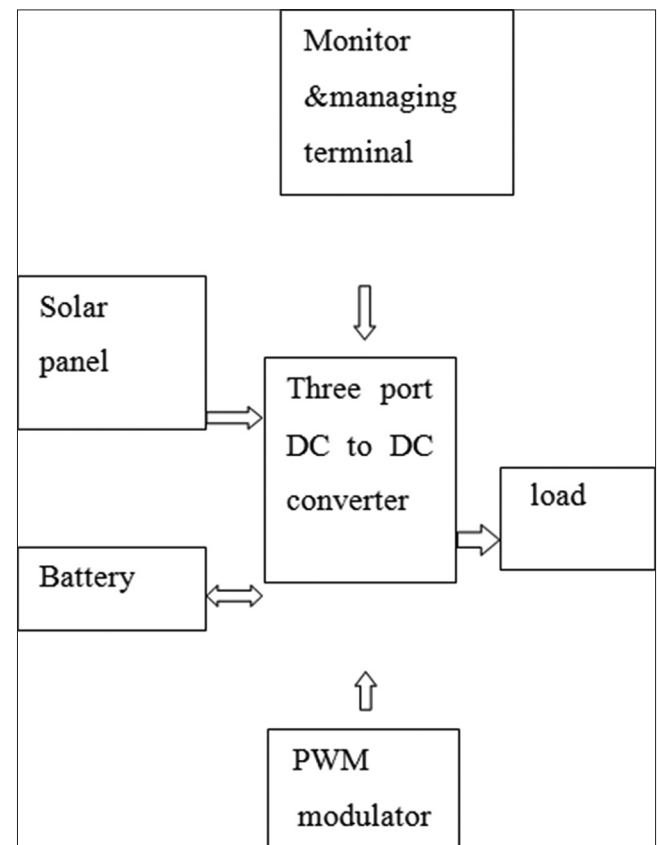 Monitor
&managing
terminal
Solar
panel
Three port
DC to DC
converter
load
Battery
PWM
modulator